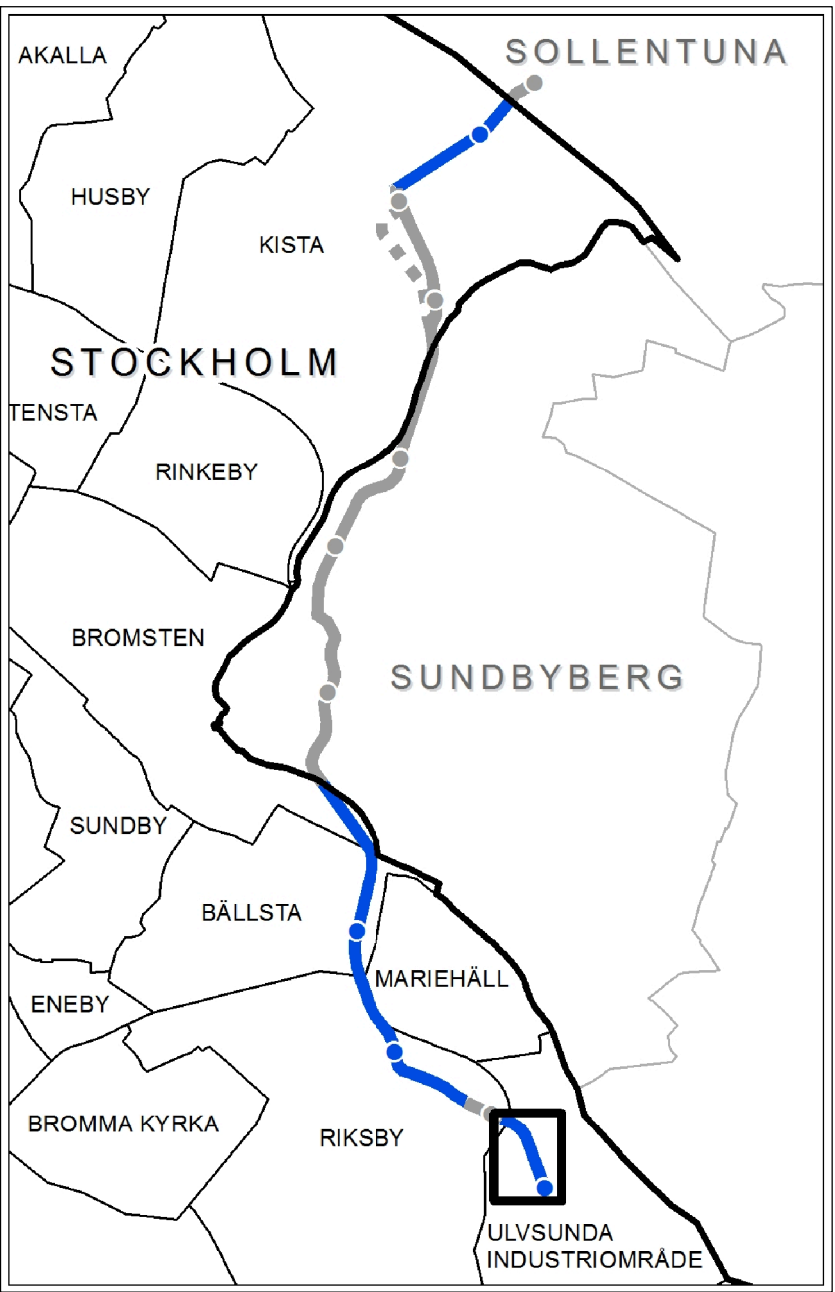 SOLLENTUNA
AKALLA
HUSBY
KISTA
STOCKHOLM
TENSTA
RINKEBY
BROMSTEN
SUNDBYBERG
SUNDBY
BÄLLSTA
MARIEHÄLL
ENEBY
BROMMA KYRKA
RIKSBY
ULVSUNDA
INDUSTRIOMRÅDE